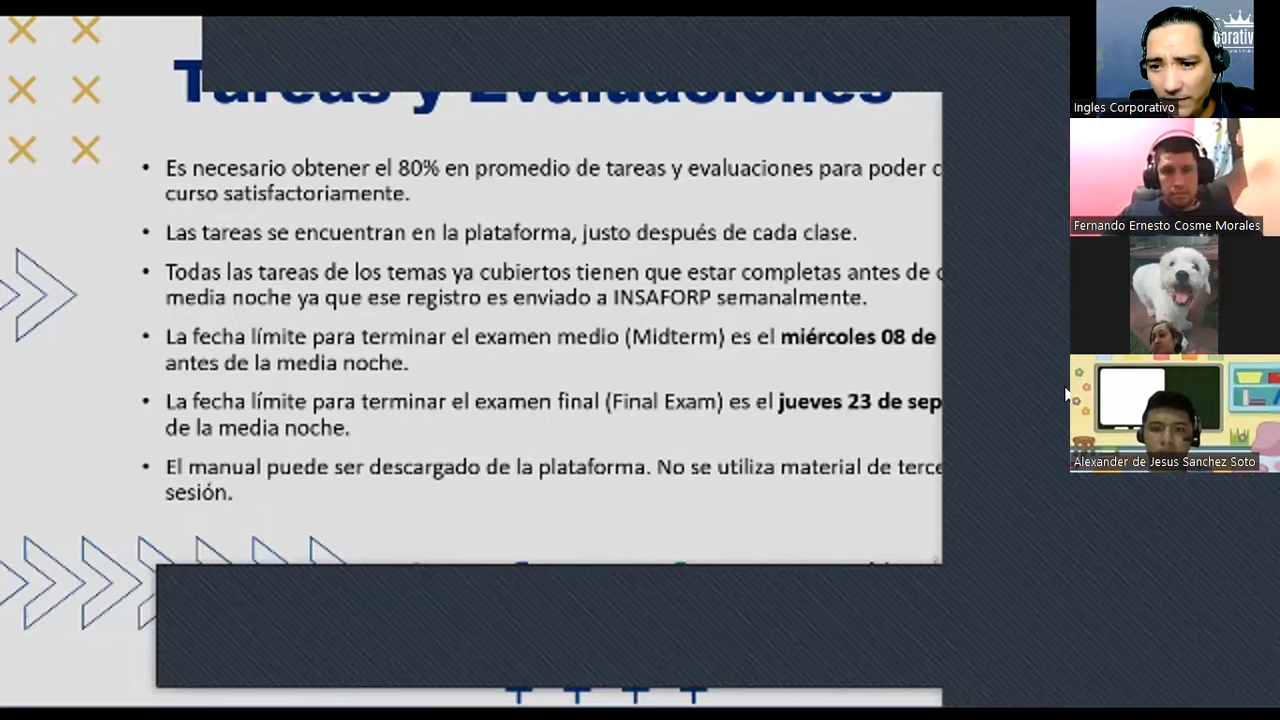 Tareas y Evaluaciones
• Es necesario obtener el 80% en promedio de tareas y evaluaciones para poder
curso satisfactoriamente.
• Las tareas se encuentran en la plataforma, justo después de cada clase.
• Todas las tareas de los temas ya cubiertos tienen que estar completas antes de
media noche ya que ese registro es enviado a INSAFORP semanalmente.
• La fecha límite para terminar el examen medio (Midterm) es el miércoles 08 de
antes de la media noche.
• La fecha límite para terminar el examen final (Final Exam) es el jueves 23 de sep
de la media noche.
• El manual puede ser descargado de la plataforma. No se utiliza material de
sesión.
Ingles Corporativo
Fernando Ernesto Cosme Morales
Alexander de Jesus Sanchez Soto